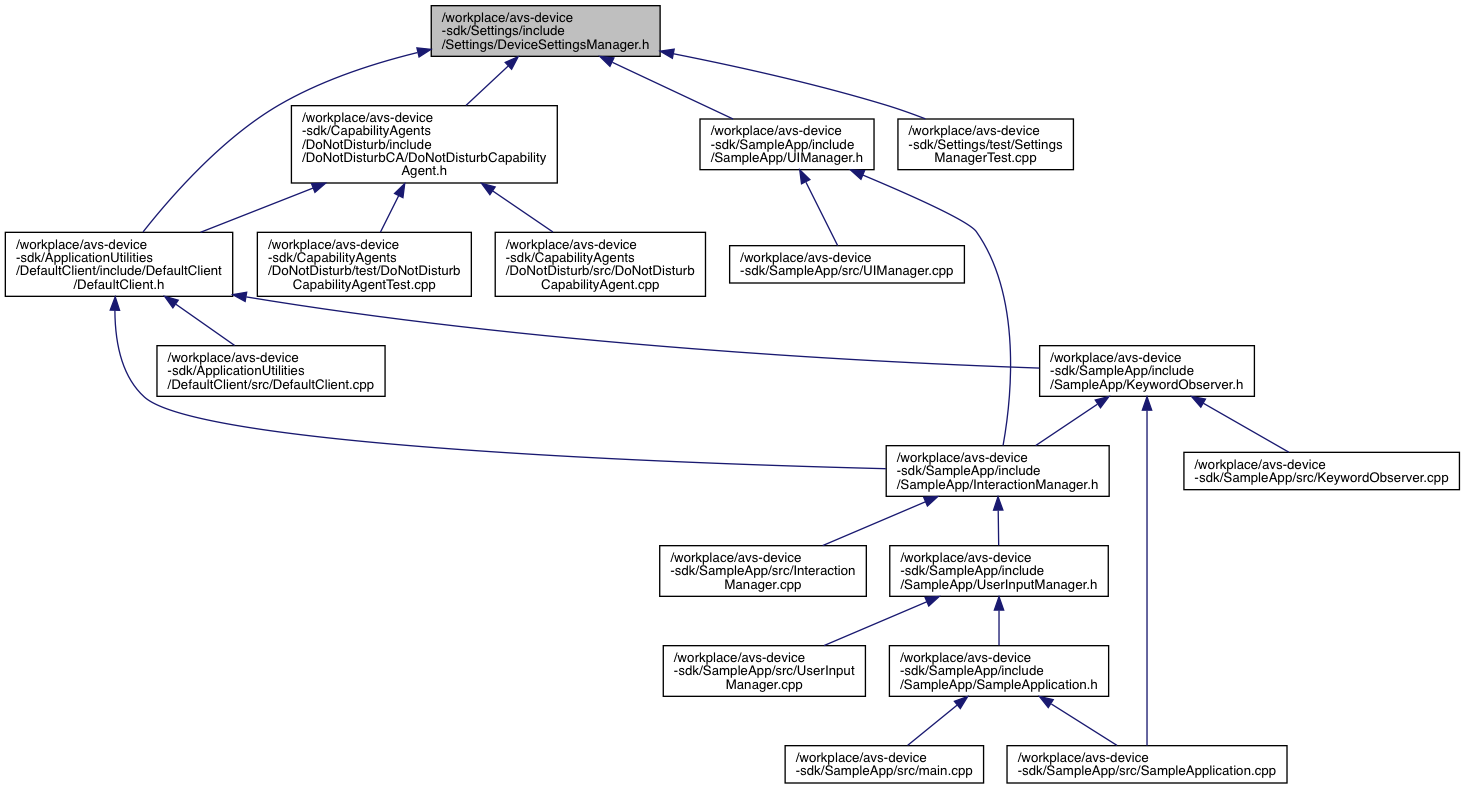 /workplace/avs-device
-sdk/Settings/include
/Settings/DeviceSettingsManager.h
/workplace/avs-device
-sdk/CapabilityAgents
/DoNotDisturb/include
/DoNotDisturbCA/DoNotDisturbCapability
Agent.h
/workplace/avs-device
-sdk/SampleApp/include
/SampleApp/UIManager.h
/workplace/avs-device
-sdk/Settings/test/Settings
ManagerTest.cpp
/workplace/avs-device
-sdk/ApplicationUtilities
/DefaultClient/include/DefaultClient
/DefaultClient.h
/workplace/avs-device
-sdk/CapabilityAgents
/DoNotDisturb/test/DoNotDisturb
CapabilityAgentTest.cpp
/workplace/avs-device
-sdk/CapabilityAgents
/DoNotDisturb/src/DoNotDisturb
CapabilityAgent.cpp
/workplace/avs-device
-sdk/SampleApp/src/UIManager.cpp
/workplace/avs-device
-sdk/ApplicationUtilities
/DefaultClient/src/DefaultClient.cpp
/workplace/avs-device
-sdk/SampleApp/include
/SampleApp/KeywordObserver.h
/workplace/avs-device
-sdk/SampleApp/include
/SampleApp/InteractionManager.h
/workplace/avs-device
-sdk/SampleApp/src/KeywordObserver.cpp
/workplace/avs-device
-sdk/SampleApp/src/Interaction
Manager.cpp
/workplace/avs-device
-sdk/SampleApp/include
/SampleApp/UserInputManager.h
/workplace/avs-device
-sdk/SampleApp/src/UserInput
Manager.cpp
/workplace/avs-device
-sdk/SampleApp/include
/SampleApp/SampleApplication.h
/workplace/avs-device
-sdk/SampleApp/src/main.cpp
/workplace/avs-device
-sdk/SampleApp/src/SampleApplication.cpp